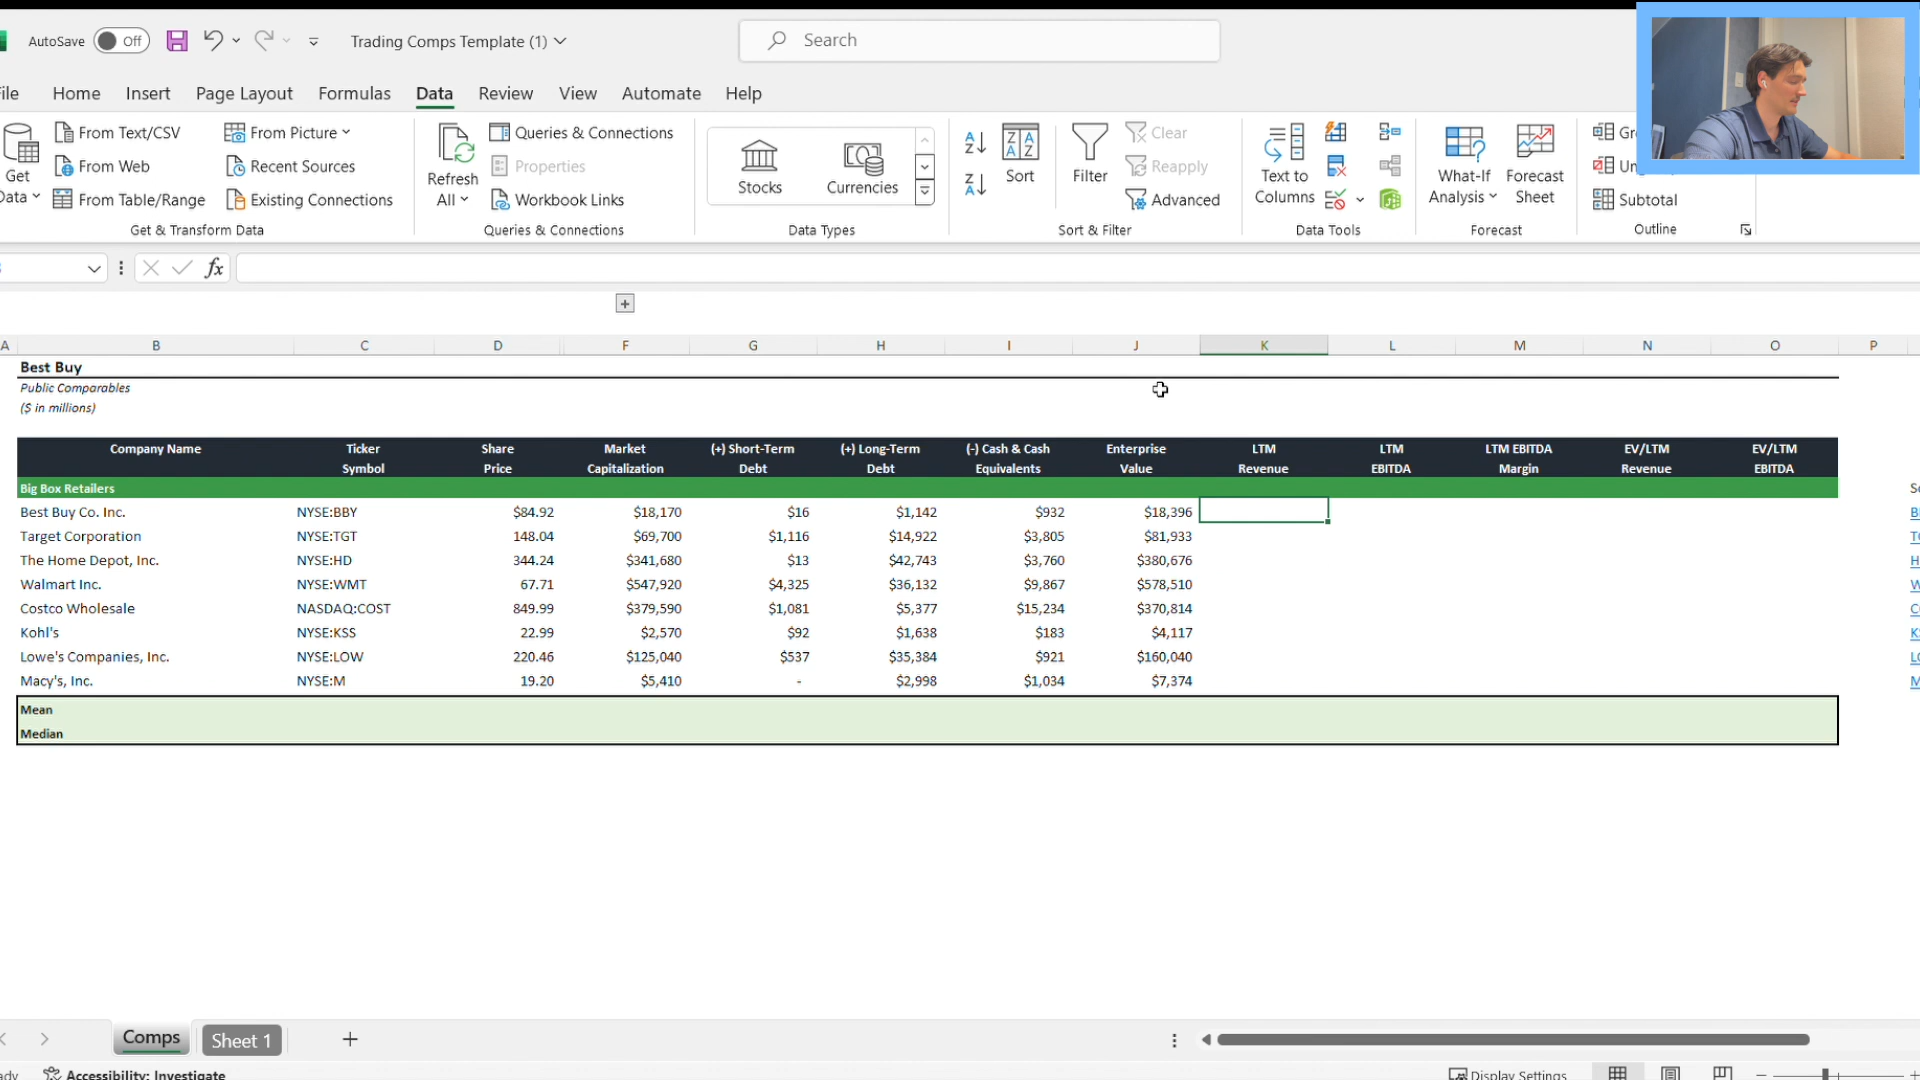 AutoSave Off Trading Comps Template (1) Search
Home Insert Page Layout Formulas Data Review View Automate Help
Get Data
From Text/CSV
From Web
From Table/Range
From Picture
Recent Sources
Existing Connections
Get & Transform Data
Refresh All
Queries & Connections
Properties
Workbook Links
Queries & Connections
Stocks
Currencies
Data Types
Sort
Filter
Clear
Reapply
Advanced
Sort & Filter
Text to Columns
Data Tools
What-If Analysis
Forecast Sheet
Forecast
Subtotal
Outline
fx
A B C D F G H I J K L M N O P
Best Buy
Public Comparables
($ in millions)
Company Name Ticker Share Market (+) Short-Term (+) Long-Term (-) Cash & Cash Enterprise LTM LTM LTM EBITDA EV/LTM EV/LTM
Symbol Price Capitalization Debt Debt Equivalents Value Revenue EBITDA Margin Revenue EBITDA
Big Box Retailers
Best Buy Co. Inc. NYSE:BBY $84.92 $18,170 $16 $1,142 $932 $18,396
Target Corporation NYSE:TGT 148.04 $69,700 $1,116 $14,922 $3,805 $81,933
The Home Depot, Inc. NYSE:HD 344.24 $341,680 $13 $42,743 $3,760 $380,676
Walmart Inc. NYSE:WMT 67.71 $547,920 $4,325 $36,132 $9,867 $578,510
Costco Wholesale NASDAQ:COST 849.99 $379,590 $1,081 $5,377 $15,234 $370,814
Kohl's NYSE:KSS 22.99 $2,570 $92 $1,638 $183 $4,117
Lowe's Companies, Inc. NYSE:LOW 220.46 $125,040 $537 $35,384 $921 $160,040
Macy's, Inc. NYSE:M 19.20 $5,410 - $2,998 $1,034 $7,374
Mean
Median
Comps Sheet 1
Accessibility: Investigate Display Settings